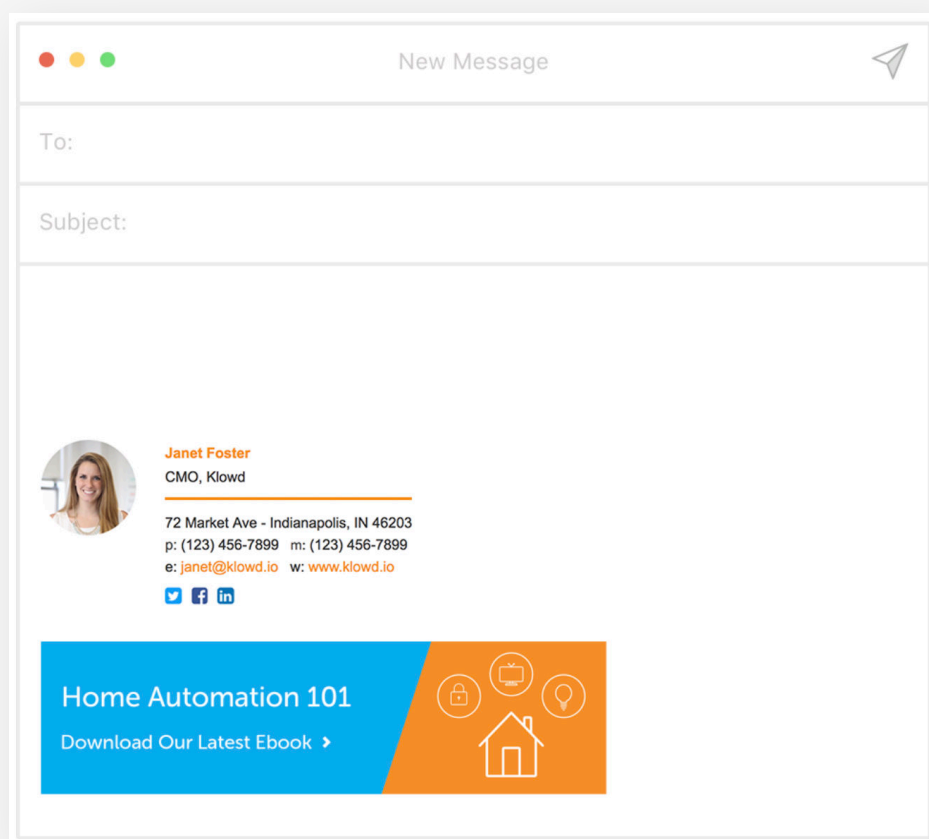 New Message
To:
Subject:
Janet Foster
CMO, Klowd
72 Market Ave - Indianapolis, IN 46203
p: (123) 456-7899 m: (123) 456-7899
e: janet@klowd.io w: www.klowd.io
Home Automation 101
Download Our Latest Ebook